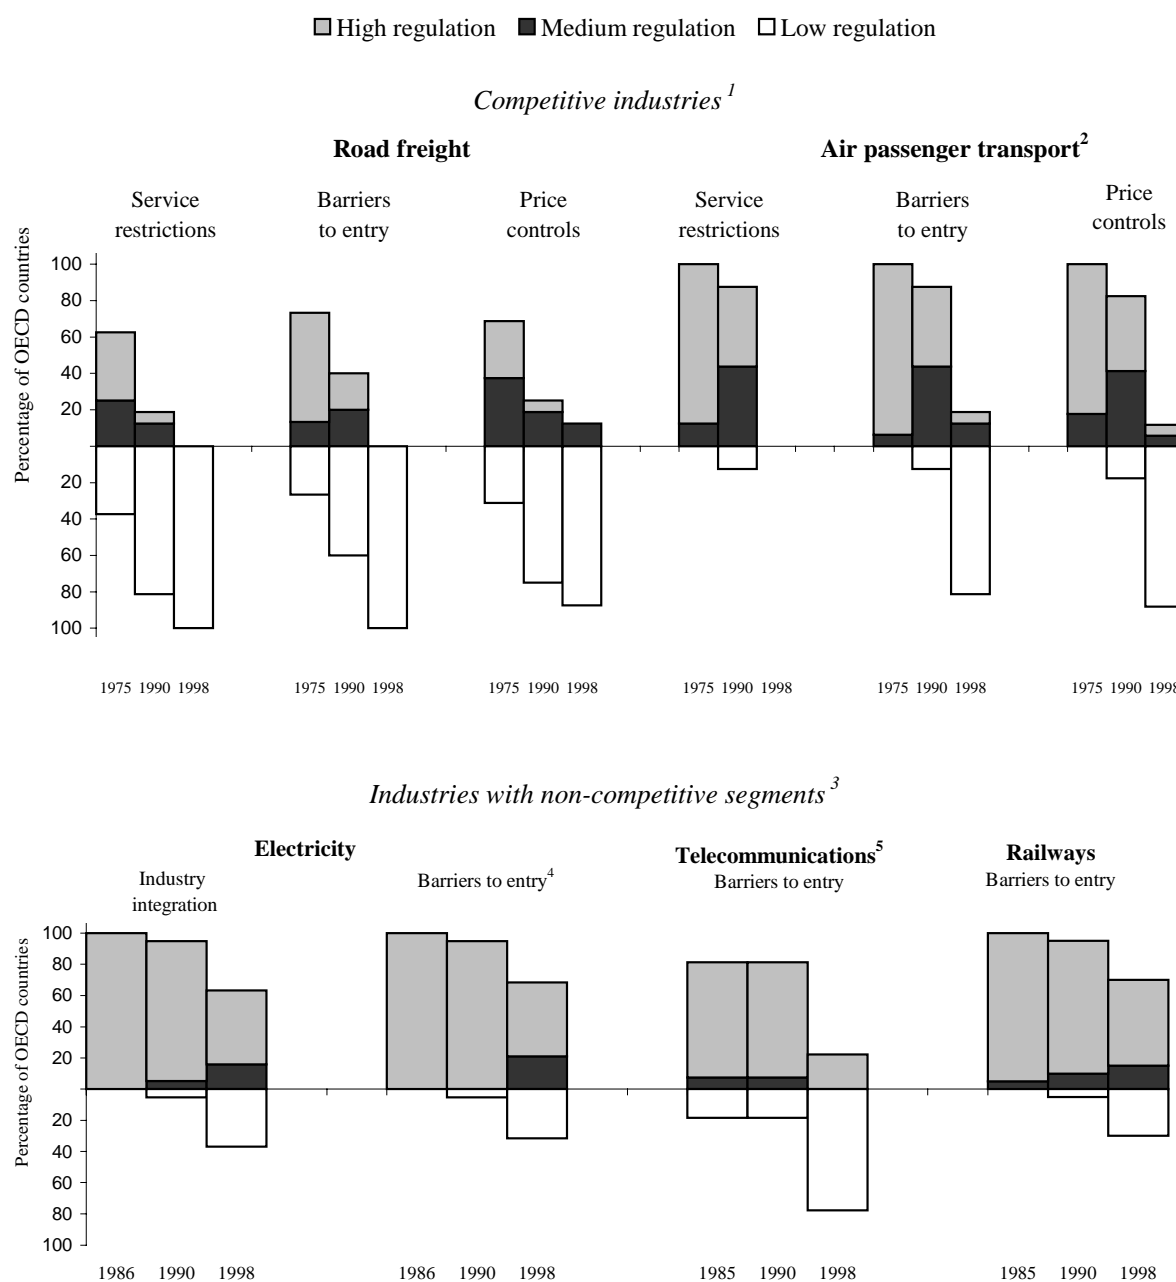 High regulation Medium regulation Low regulation
Competitive industries 1
Road freight Air passenger transport2
Service restrictions
Barriers to entry
Price controls
Service restrictions
Barriers to entry
Price controls
Percentage of OECD countries
100
80
60
40
20
20
40
60
80
100
1975 1990 1998 1975 1990 1998 1975 1990 1998 1975 1990 1998 1975 1990 1998 1975 1990 1998
Industries with non-competitive segments 3
Electricity
Telecommunications5
Railways
Industry integration
Barriers to entry4
Barriers to entry
Barriers to entry
Percentage of OECD countries
100
80
60
40
20
20
40
60
80
100
1986 1990 1998 1986 1990 1998 1985 1990 1998 1985 1990 1998